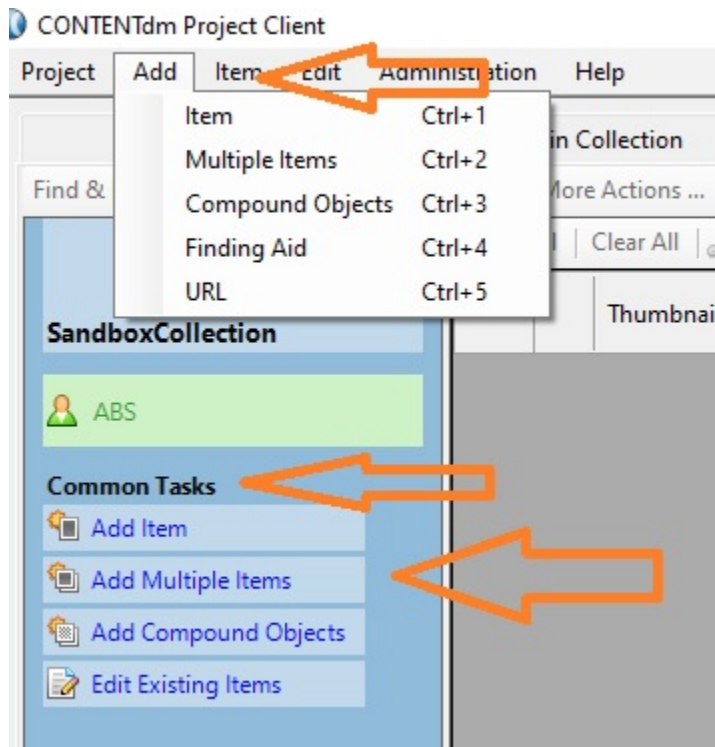 CONTENTdm Project Client
Project Add Item Edit Administration Help
Item Ctrl+1
Multiple Items Ctrl+2
Compound Objects Ctrl+3
Finding Aid Ctrl+4
URL Ctrl+5
in Collection
Find & More Actions ...
Clear All
Thumbnai
SandboxCollection
ABS
Common Tasks
Add Item
Add Multiple Items
Add Compound Objects
Edit Existing Items